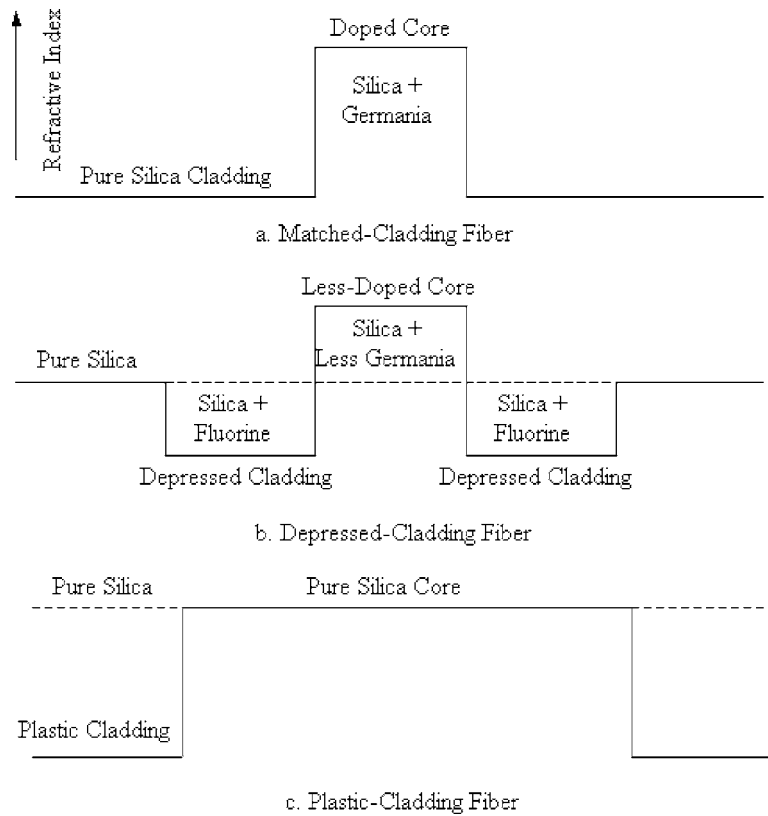 Refractive Index
Doped Core
Silica +
Germania
Pure Silica Cladding
a. Matched-Cladding Fiber
Less-Doped Core
Silica +
Less Germania
Pure Silica
Silica +
Fluorine
Silica +
Fluorine
Depressed Cladding
Depressed Cladding
b. Depressed-Cladding Fiber
Pure Silica
Pure Silica Core
Plastic Cladding
c. Plastic-Cladding Fiber